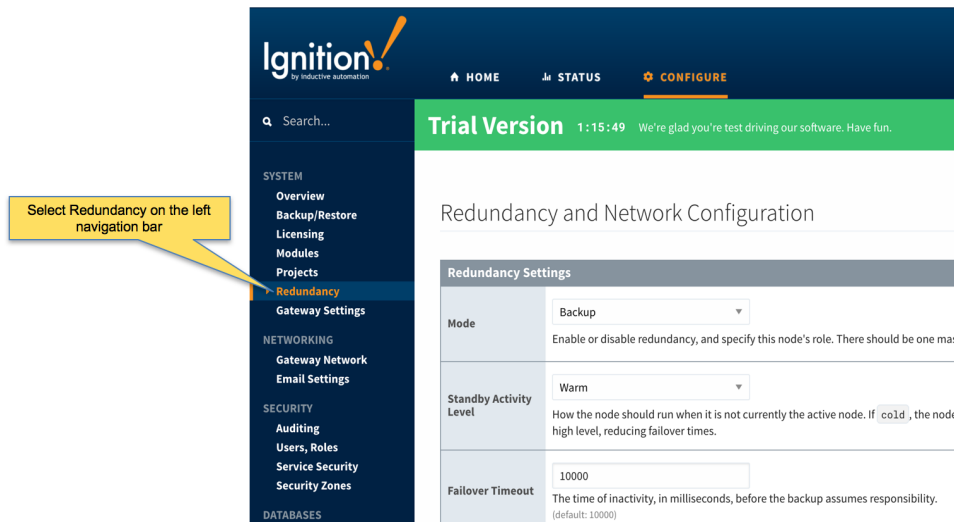 Ignition!
by inductive automation
HOME
STATUS
CONFIGURE
Search...
Trial Version 1:15:49 We're glad you're test driving our software. Have fun.
SYSTEM
Overview
Backup/Restore
Licensing
Modules
Projects
Redundancy
Gateway Settings
NETWORKING
Gateway Network
Email Settings
SECURITY
Auditing
Users, Roles
Service Security
Security Zones
DATABASES
Select Redundancy on the left
navigation bar
Redundancy and Network Configuration
Redundancy Settings
Mode
Backup
Enable or disable redundancy, and specify this node's role. There should be one mas
Standby Activity
Level
Warm
How the node should run when it is not currently the active node. If cold , the node
high level, reducing failover times.
Failover Timeout
10000
The time of inactivity, in milliseconds, before the backup assumes responsibility.
(default: 10000)